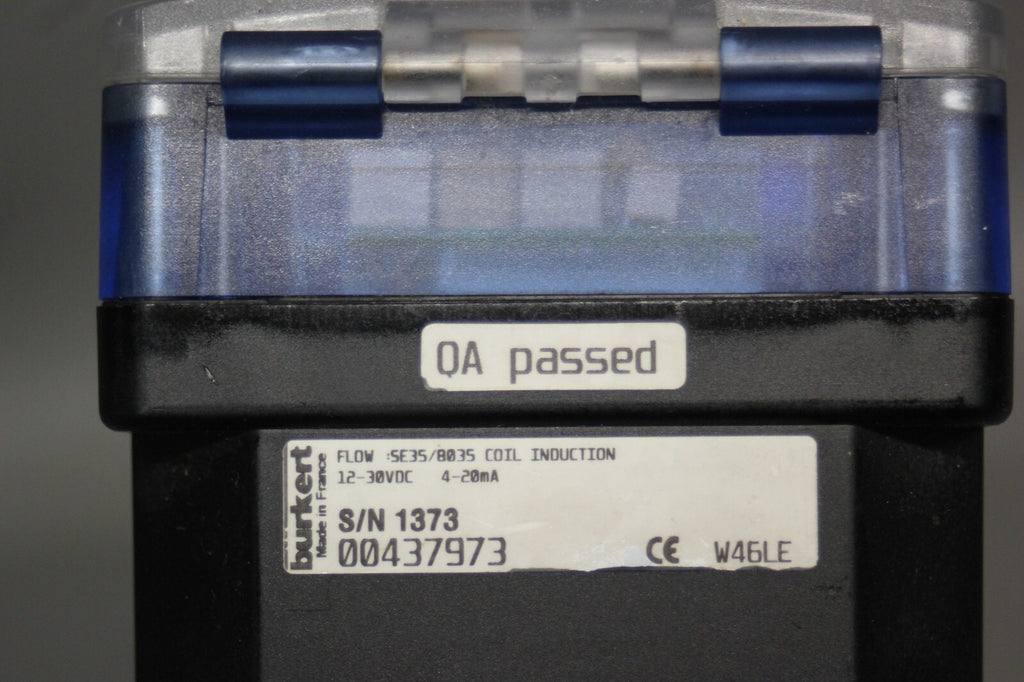 QA passed
burkert
Made in France
FLOW :SE35/8035 COIL INDUCTION
12-30VDC 4-20mA
S/N 1373
00437973
CE W46LE